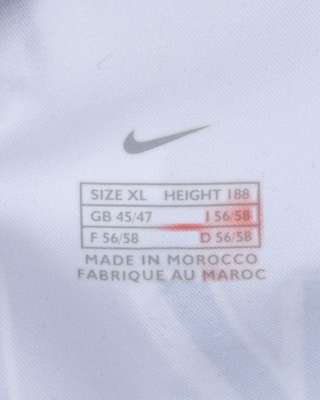 SIZE XL HEIGHT 188
GB 45/47 I 56/58
F 56/58 D 56/58
MADE IN MOROCCO
FABRIQUE AU MAROC